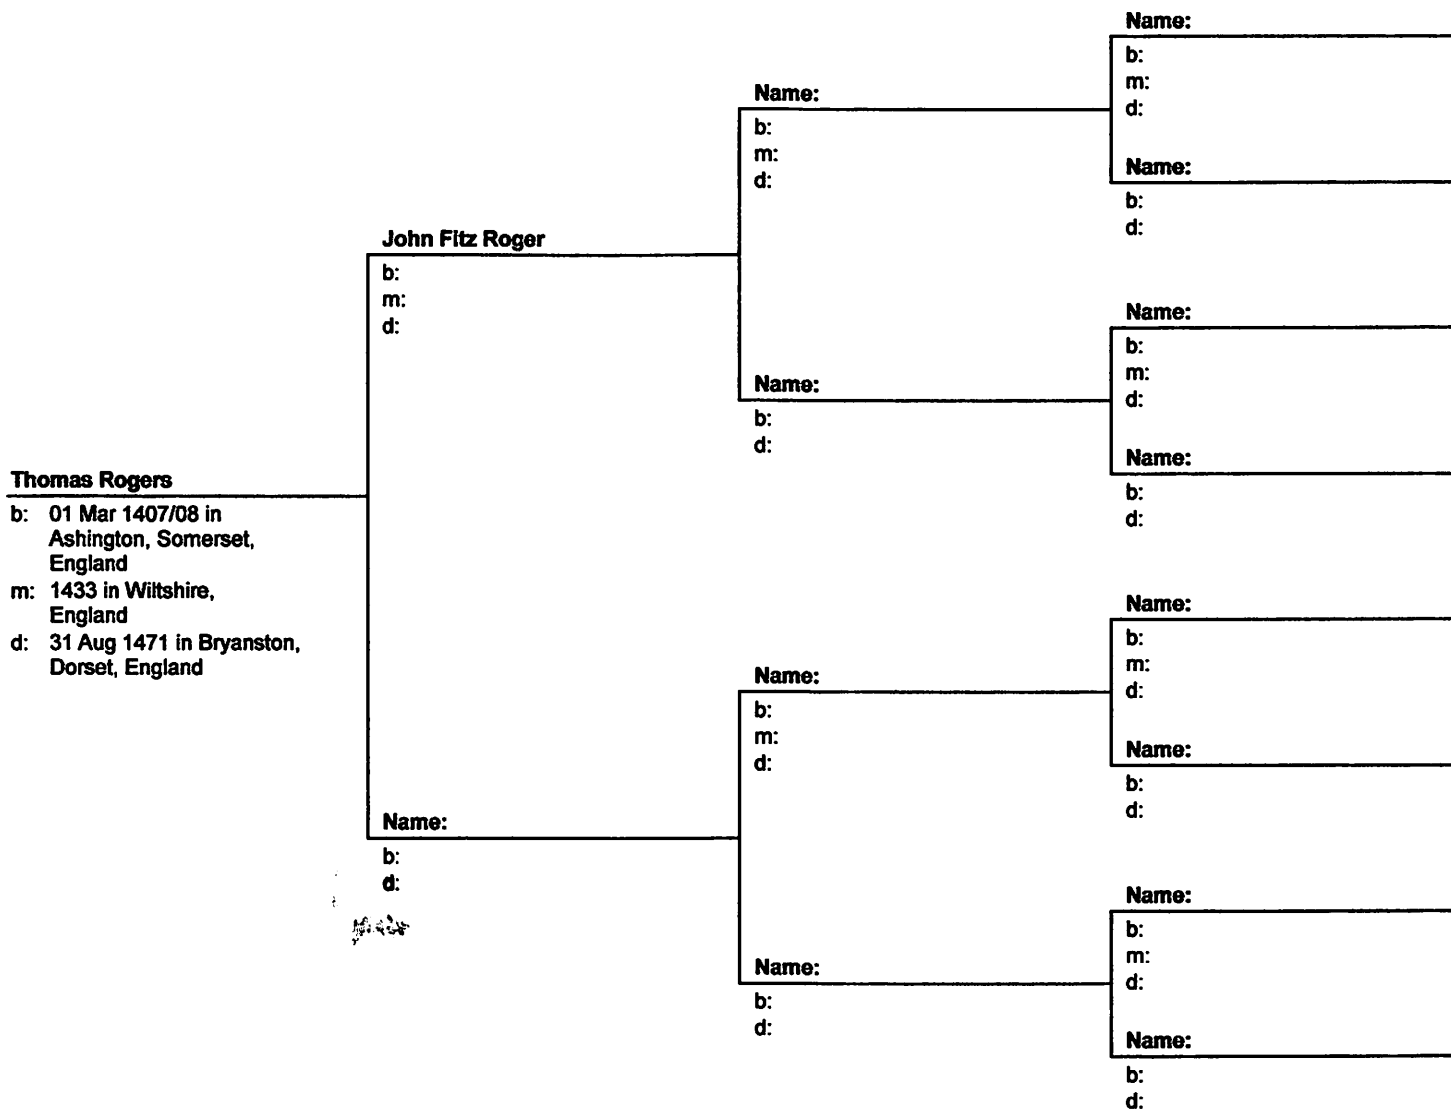 Thomas Rogers
b: 01 Mar 1407/08 in
Ashington, Somerset,
England
m: 1433 in Wiltshire,
England
d: 31 Aug 1471 in Bryanston,
Dorset, England
John Fitz Roger
b:
m:
d:
Name:
b:
d:
Name:
b:
m:
d:
Name:
b:
d:
Name:
b:
m:
d:
Name:
b:
d:
Name:
b:
m:
d:
Name:
b:
d:
Name:
b:
m:
d:
Name:
b:
d:
Name:
b:
m:
d:
Name:
b:
d:
Name:
b:
m:
d:
Name:
b:
d: